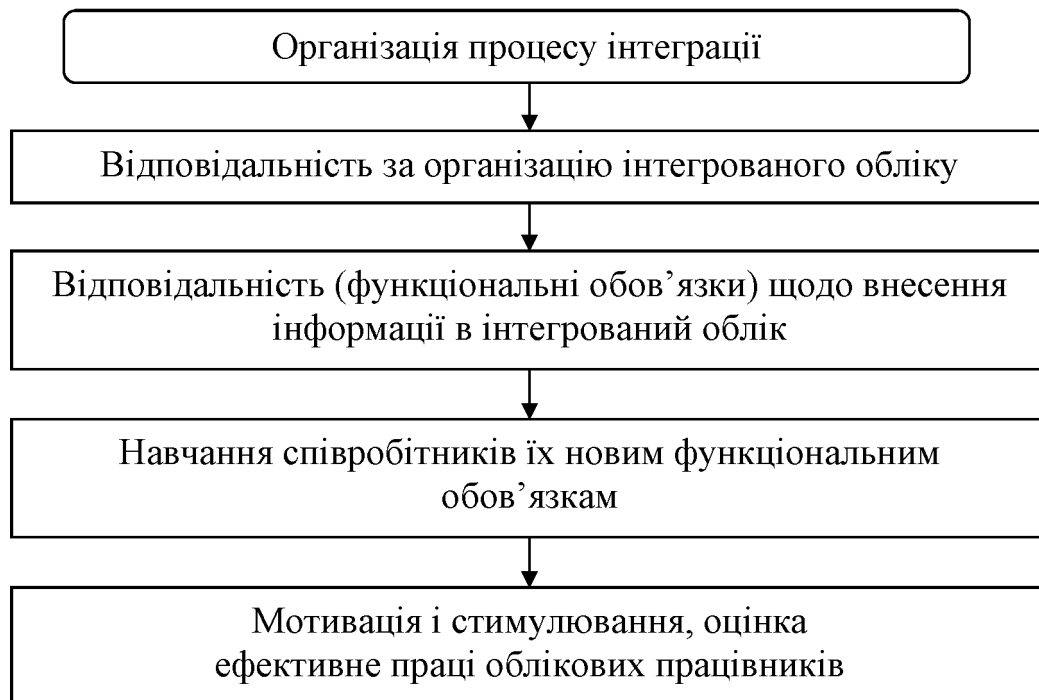 Організація процесу інтеграції
Відповідальність за організацію інтегрованого обліку
Відповідальність (функціональні обов’язки) щодо внесення
інформації в інтегрований облік
Навчання співробітників їх новим функціональним
обов’язкам
Мотивація і стимулювання, оцінка
ефективне праці облікових працівників